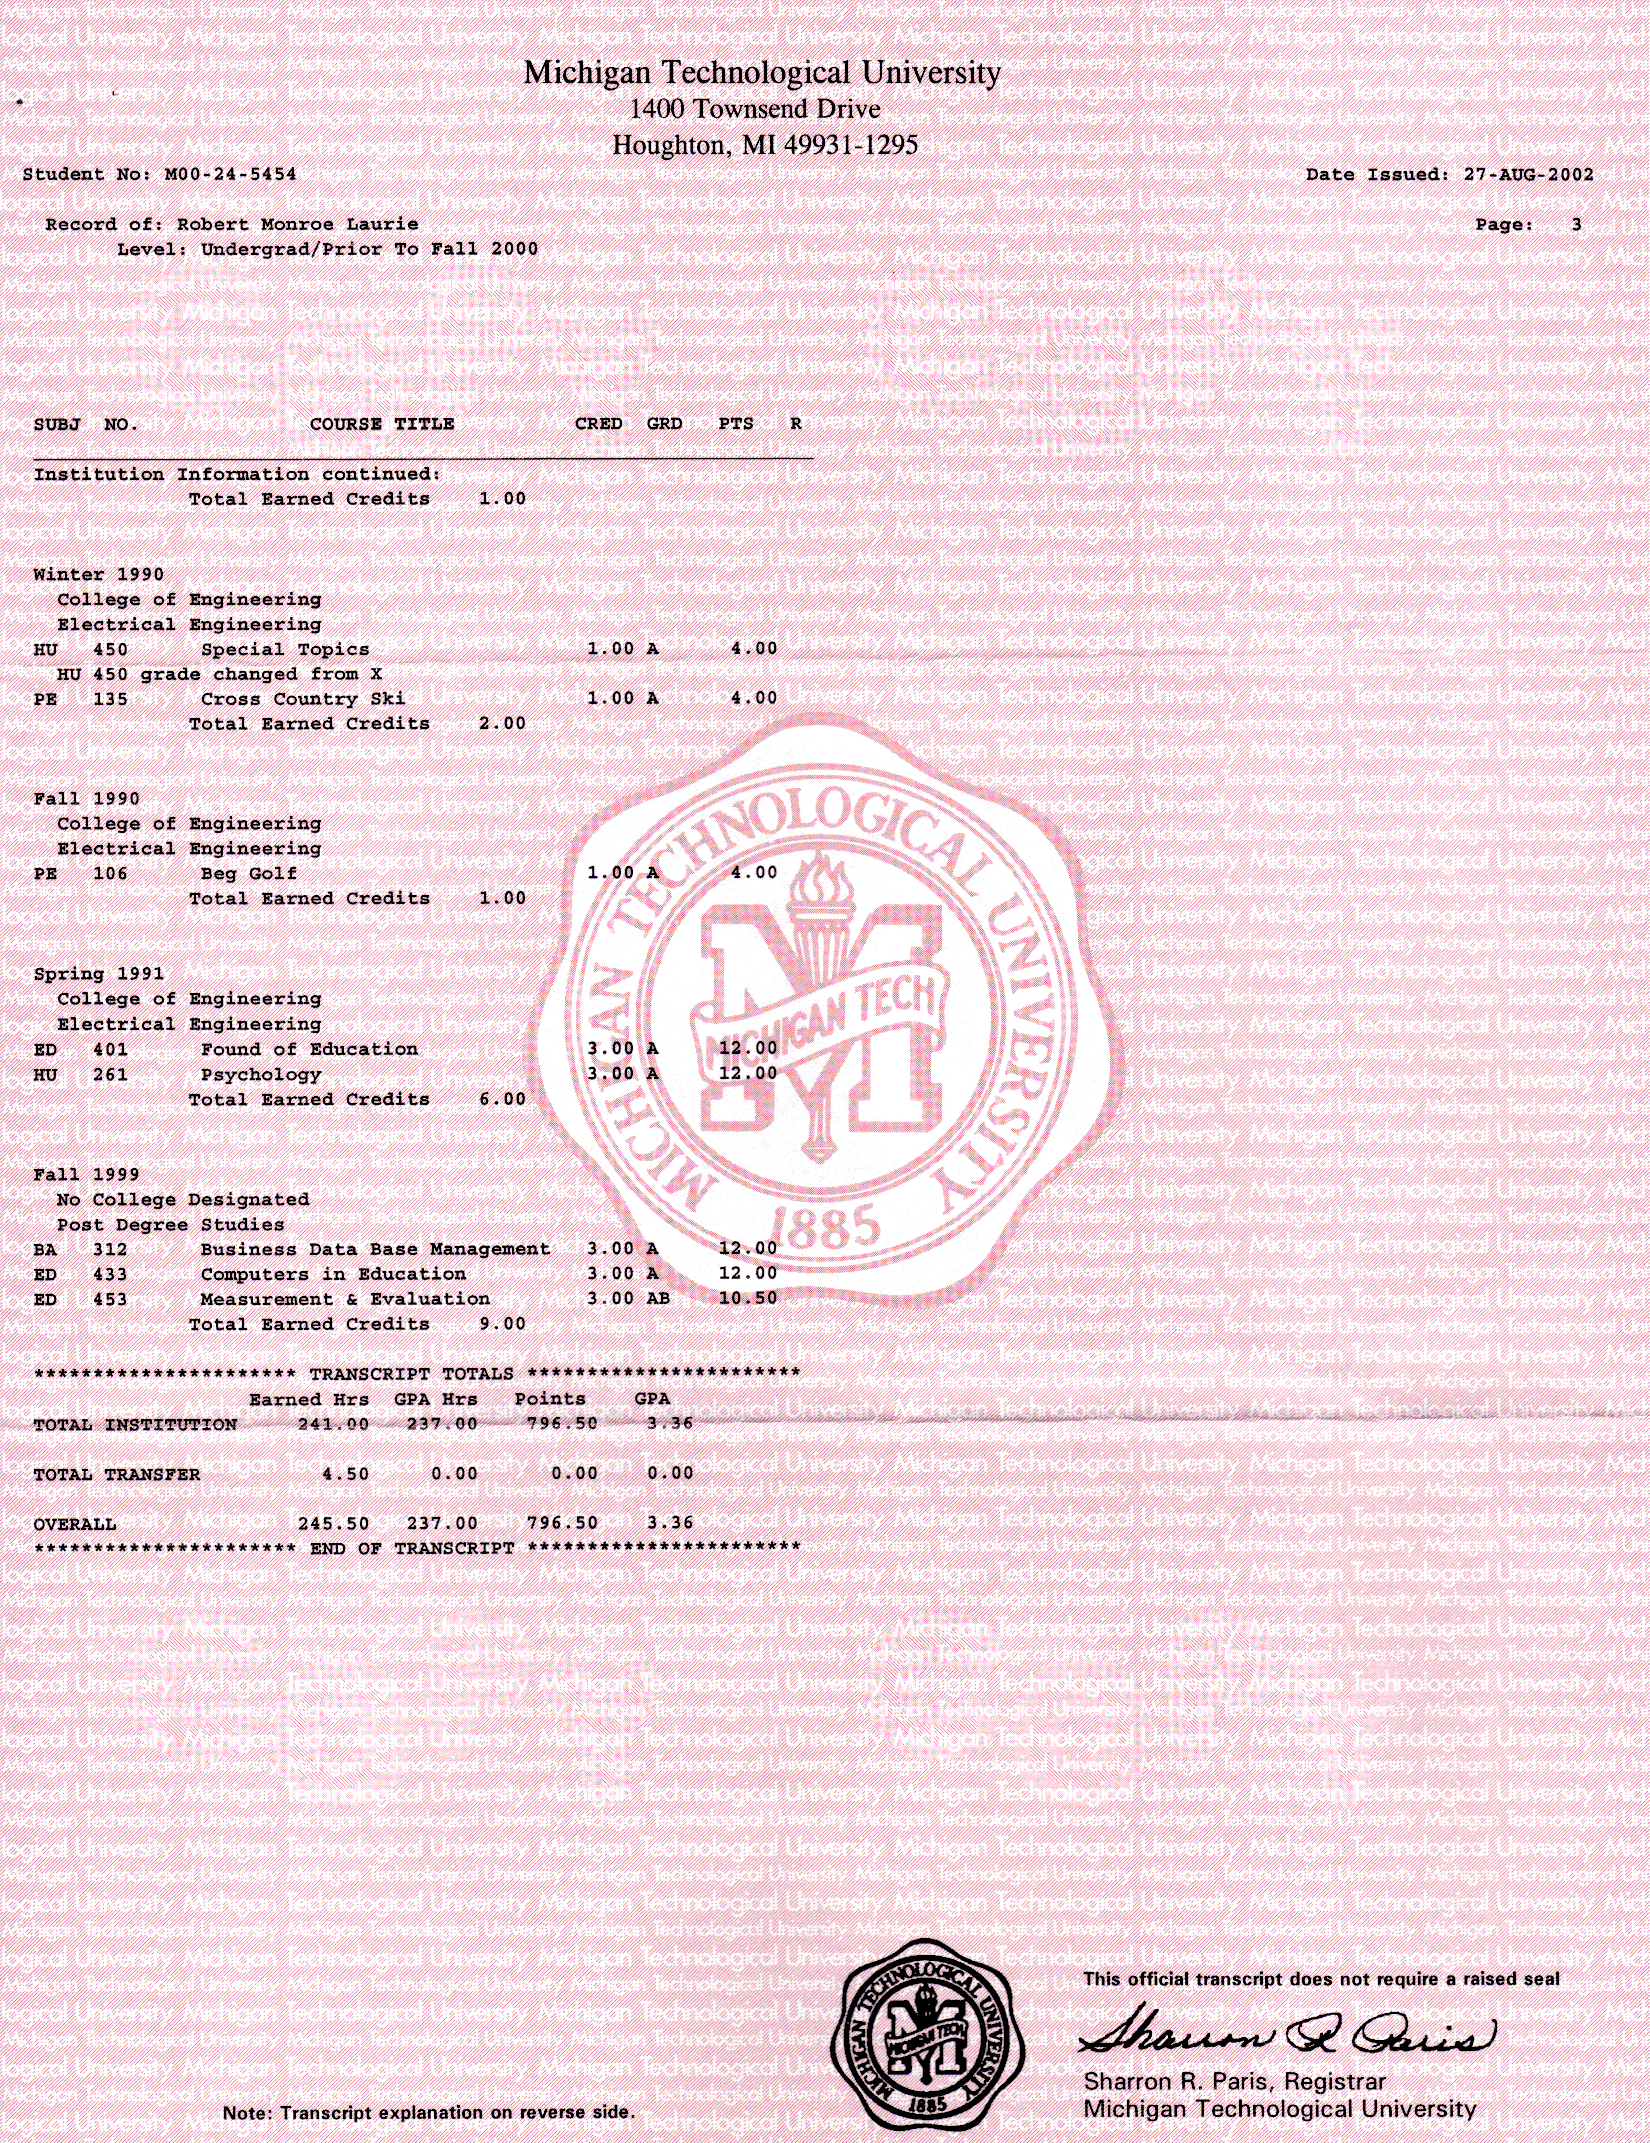 Michigan Technological University
1400 Townsend Drive
Houghton, MI 49931-1295
Student No: M00-24-5454 Date Issued: 27-AUG-2002
Record of: Robert Monroe Laurie Page: 3
Level: Undergrad/Prior To Fall 2000
SUBJ NO. COURSE TITLE CRED GRD PTS R
Institution Information continued:
Total Earned Credits 1.00
Winter 1990
College of Engineering
Electrical Engineering
HU 450 Special Topics 1.00 A 4.00
HU 450 grade changed from X
PE 135 Cross Country Ski 1.00 A 4.00
Total Earned Credits 2.00
Fall 1990
College of Engineering
Electrical Engineering
PE 106 Beg Golf 1.00 A 4.00
Total Earned Credits 1.00
Spring 1991
College of Engineering
Electrical Engineering
ED 401 Found of Education 3.00 A 12.00
HU 261 Psychology 3.00 A 12.00
Total Earned Credits 6.00
MICHIGAN TECHNOLOGICAL UNIVERSITY
MICHIGAN TECH
1885
Fall 1999
No College Designated
Post Degree Studies
BA 312 Business Data Base Management 3.00 A 12.00
ED 433 Computers in Education 3.00 A 12.00
ED 453 Measurement & Evaluation 3.00 AB 10.50
Total Earned Credits 9.00
********************** TRANSCRIPT TOTALS ***********************
Earned Hrs GPA Hrs Points GPA
TOTAL INSTITUTION 241.00 237.00 796.50 3.36
TOTAL TRANSFER 4.50 0.00 0.00 0.00
OVERALL 245.50 237.00 796.50 3.36
********************** END OF TRANSCRIPT ***********************
MICHIGAN TECHNOLOGICAL UNIVERSITY
MICHIGAN TECH
1885
This official transcript does not require a raised seal
Sharron R Paris
Sharron R. Paris, Registrar
Michigan Technological University
Note: Transcript explanation on reverse side.